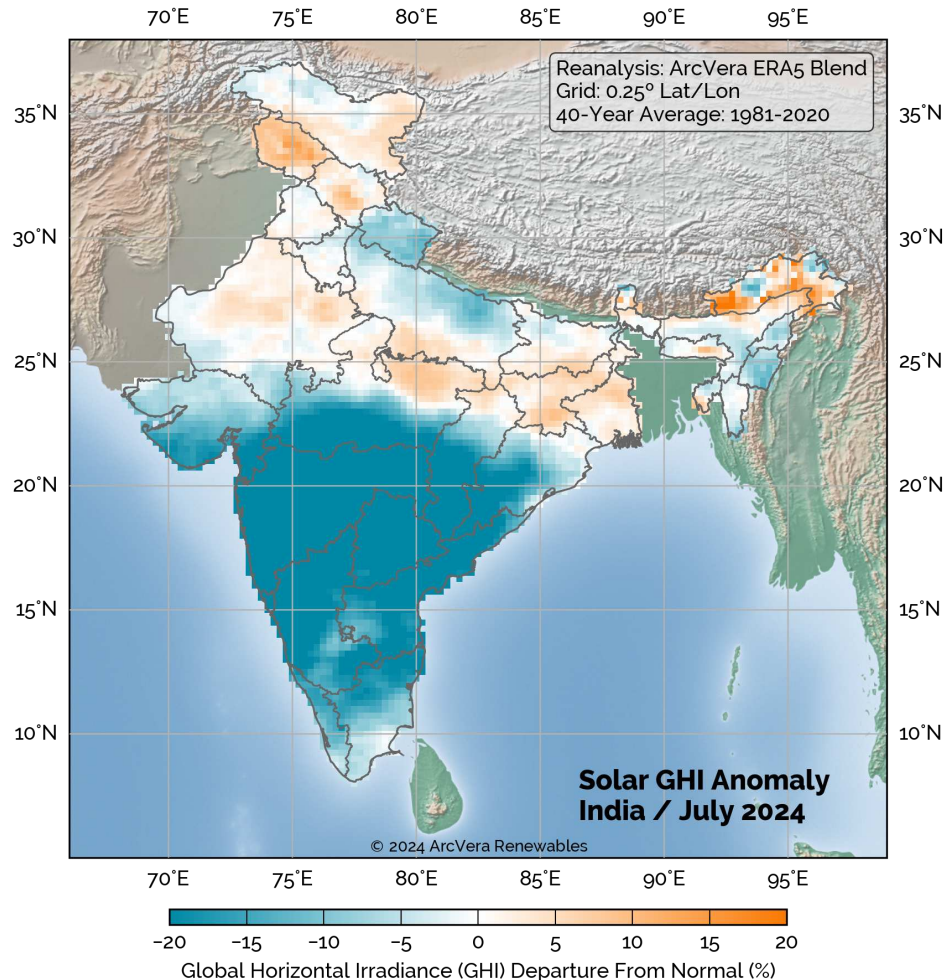 70°E 75°E 80°E 85°E 90°E 95°E
Reanalysis: ArcVera ERA5 Blend
Grid: 0.25º Lat/Lon
40-Year Average: 1981-2020
35°N 35°N
30°N 30°N
25°N 25°N
20°N 20°N
15°N 15°N
10°N 10°N
Solar GHI Anomaly
India / July 2024
© 2024 ArcVera Renewables
70°E 75°E 80°E 85°E 90°E 95°E
−20 −15 −10 −5 0 5 10 15 20
Global Horizontal Irradiance (GHI) Departure From Normal (%)